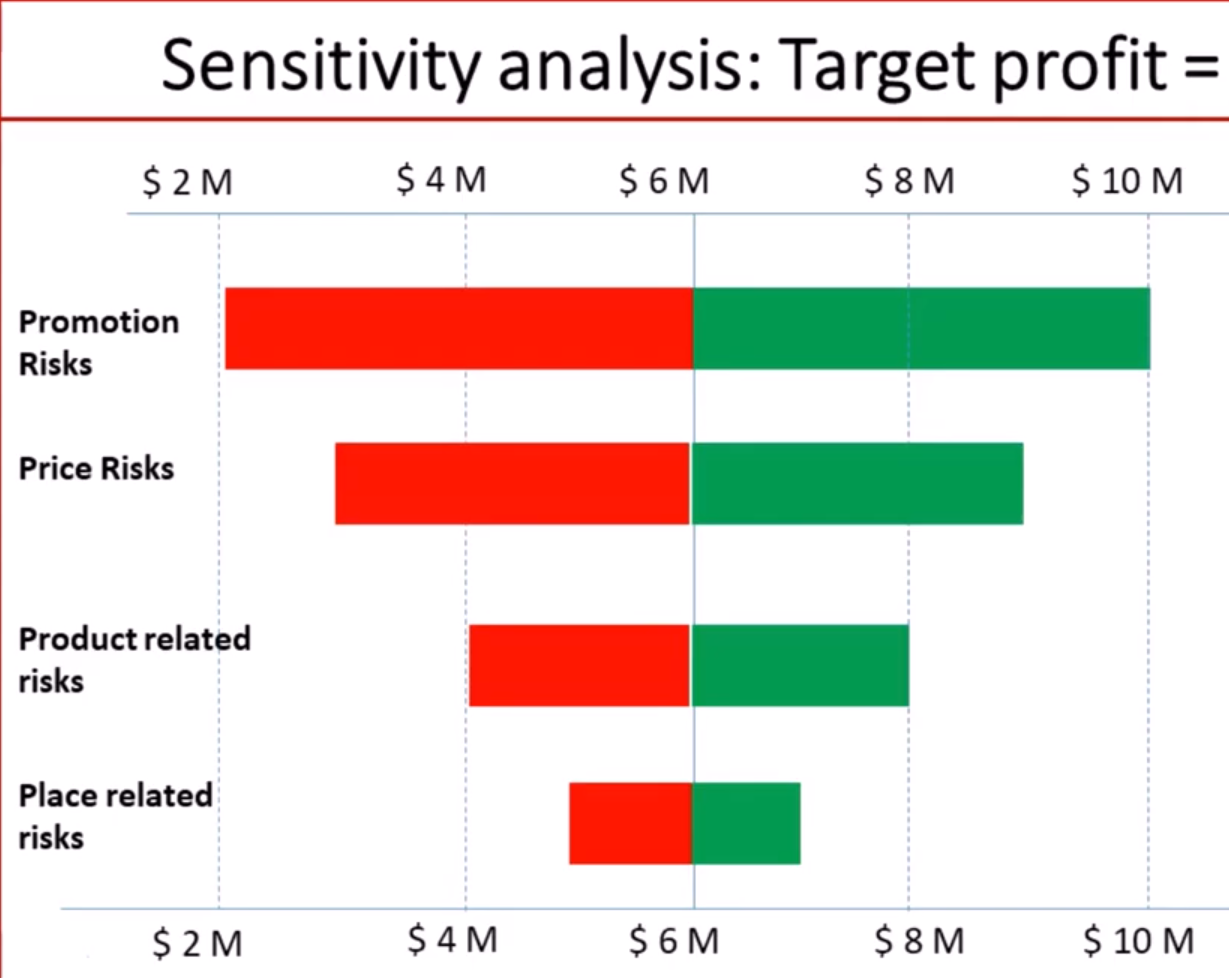 Sensitivity analysis: Target profit =
$ 2 M $ 4 M $ 6 M $ 8 M $ 10 M
Promotion
Risks
Price Risks
Product related
risks
Place related
risks
$ 2 M $ 4 M $ 6 M $ 8 M $ 10 M